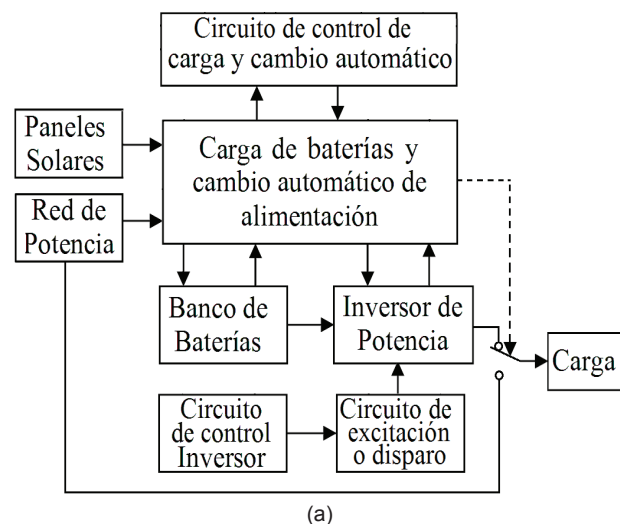 Circuito de control de
carga y cambio automático
Paneles
Solares
Carga de baterías y
cambio automático de
alimentación
Red de
Potencia
Banco de
Baterías
Inversor de
Potencia
Carga
Circuito
de control
Inversor
Circuito de
excitación
o disparo
(a)